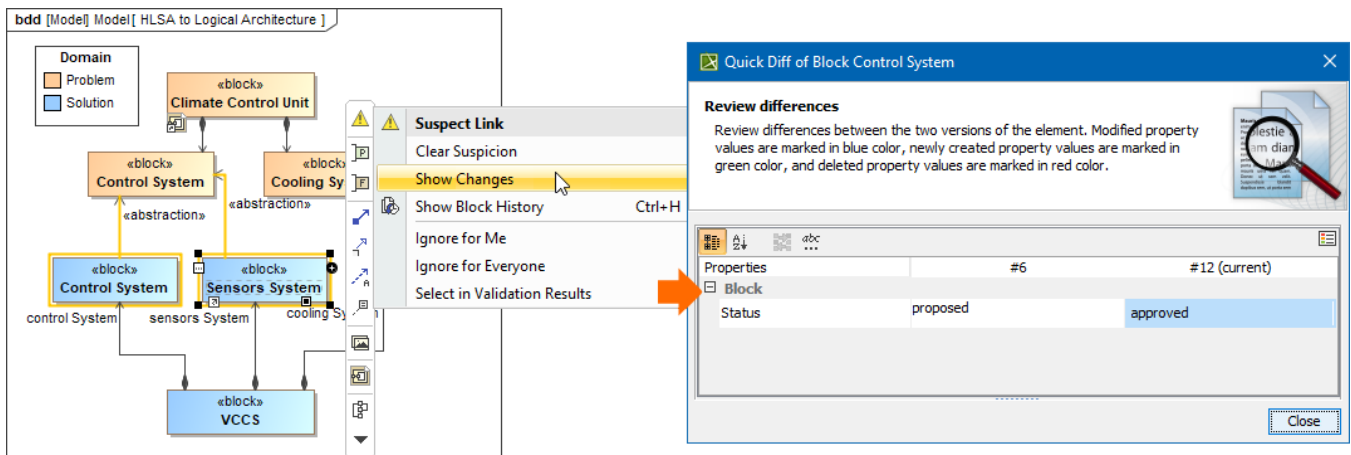 bdd [Model] Model[ HLSA to Logical Architecture ]
Domain
Problem
Solution
«block»
Climate Control Unit
«block»
Control System
«block»
Cooling Sy
«abstraction»
«abstraction»
«block»
Control System
«block»
Sensors System
control System
sensors System
cooling Sy
«block»
VCCS
Suspect Link
Clear Suspicion
Show Changes
Show Block History Ctrl+H
Ignore for Me
Ignore for Everyone
Select in Validation Results
Quick Diff of Block Control System
Review differences
Review differences between the two versions of the element. Modified property
values are marked in blue color, newly created property values are marked in
green color, and deleted property values are marked in red color.
Properties #6 #12 (current)
Block
Status proposed approved
Close